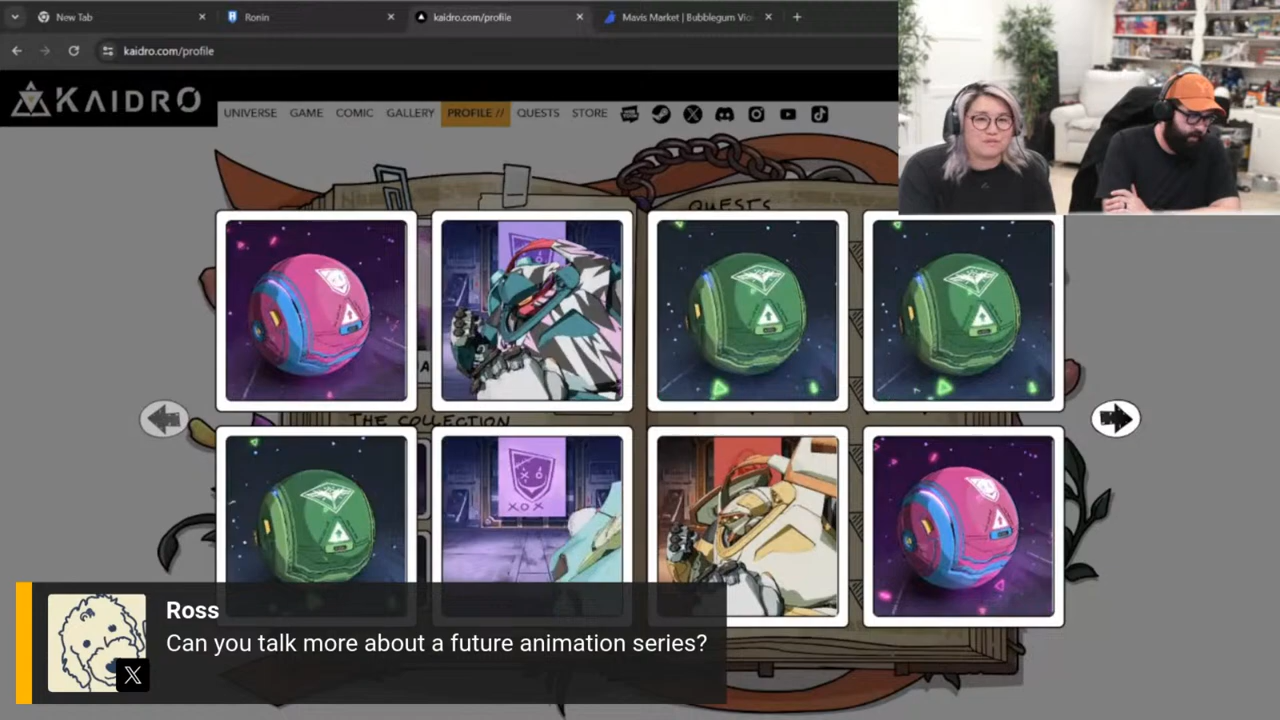 New Tab
Ronin
kaidro.com/profile
Mavis Market | Bubblegum Vio
kaidro.com/profile
KAIDRO
UNIVERSE GAME COMIC GALLERY PROFILE // QUESTS STORE
QUESTS
THE COLLECTION
XOX
Ross
Can you talk more about a future animation series?